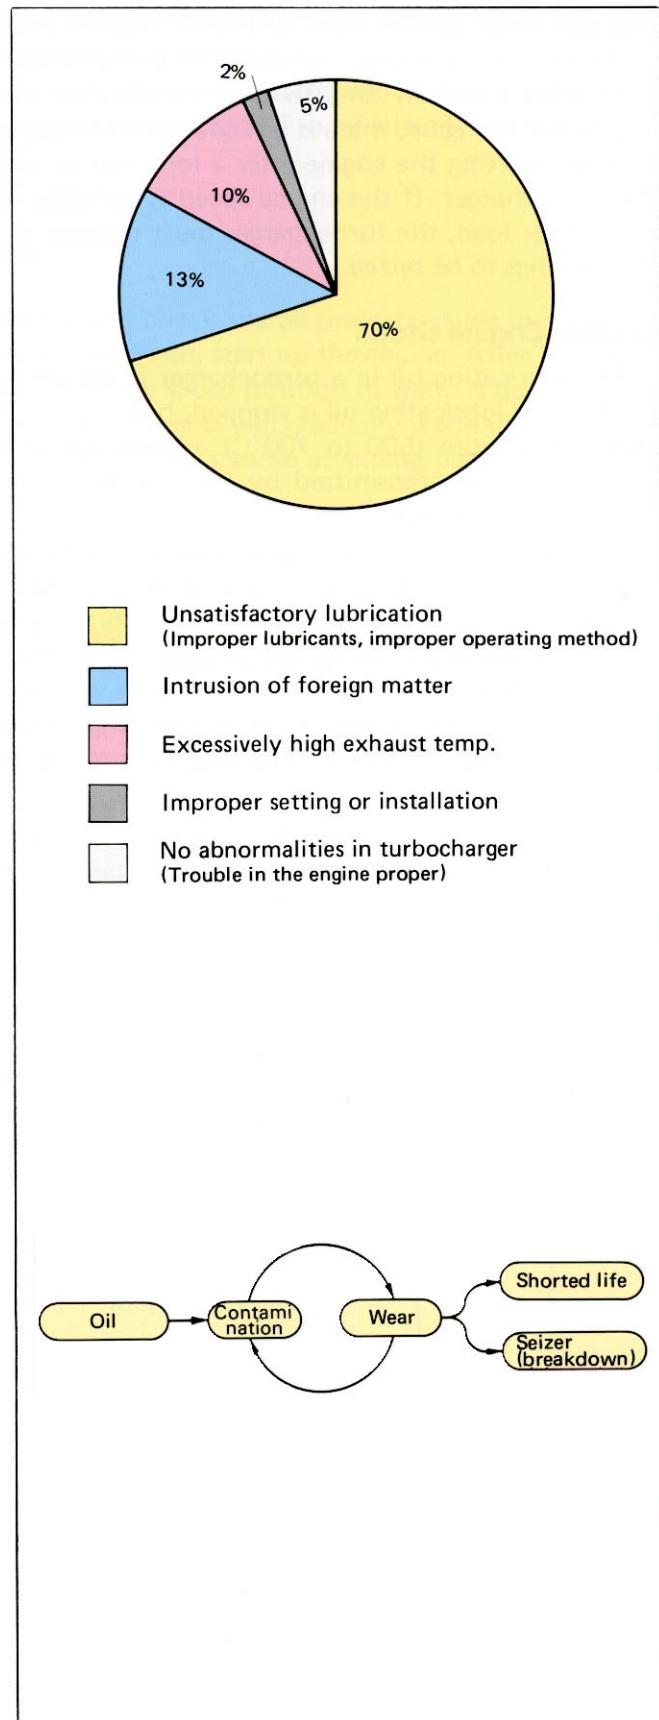 2%
5%
10%
13%
70%
Unsatisfactory lubrication
(Improper lubricants, improper operating method)
Intrusion of foreign matter
Excessively high exhaust temp.
Improper setting or installation
No abnormalities in turbocharger
(Trouble in the engine proper)
Oil
Contami
nation
Wear
Shorted life
Seizer
(breakdown)